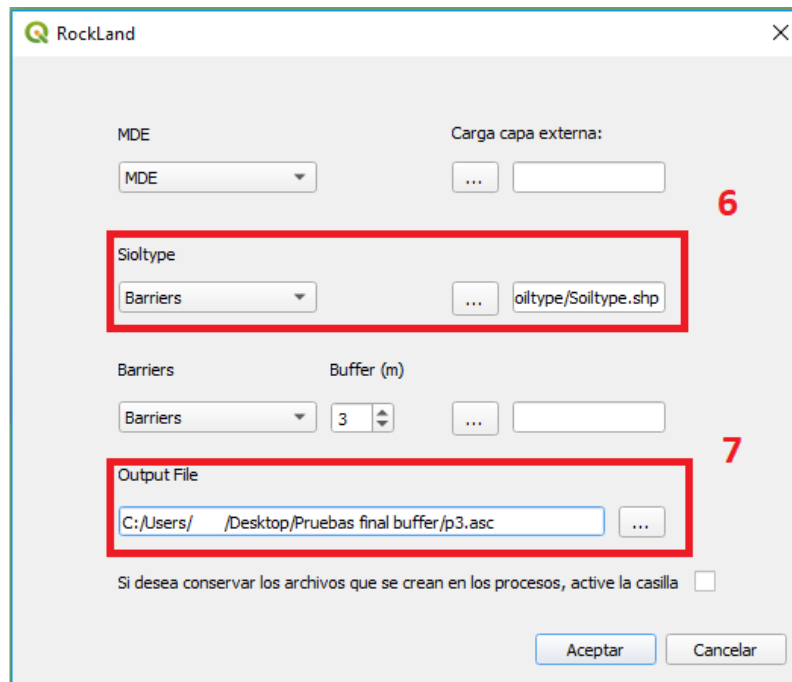 RockLand
MDE
Carga capa externa:
MDE
...
6
Sioltype
Barriers
...
oiltype/Soiltype.shp
Barriers
Buffer (m)
Barriers
3
...
7
Output File
C:/Users/ /Desktop/Pruebas final buffer/p3.asc
...
Si desea conservar los archivos que se crean en los procesos, active la casilla
Aceptar
Cancelar